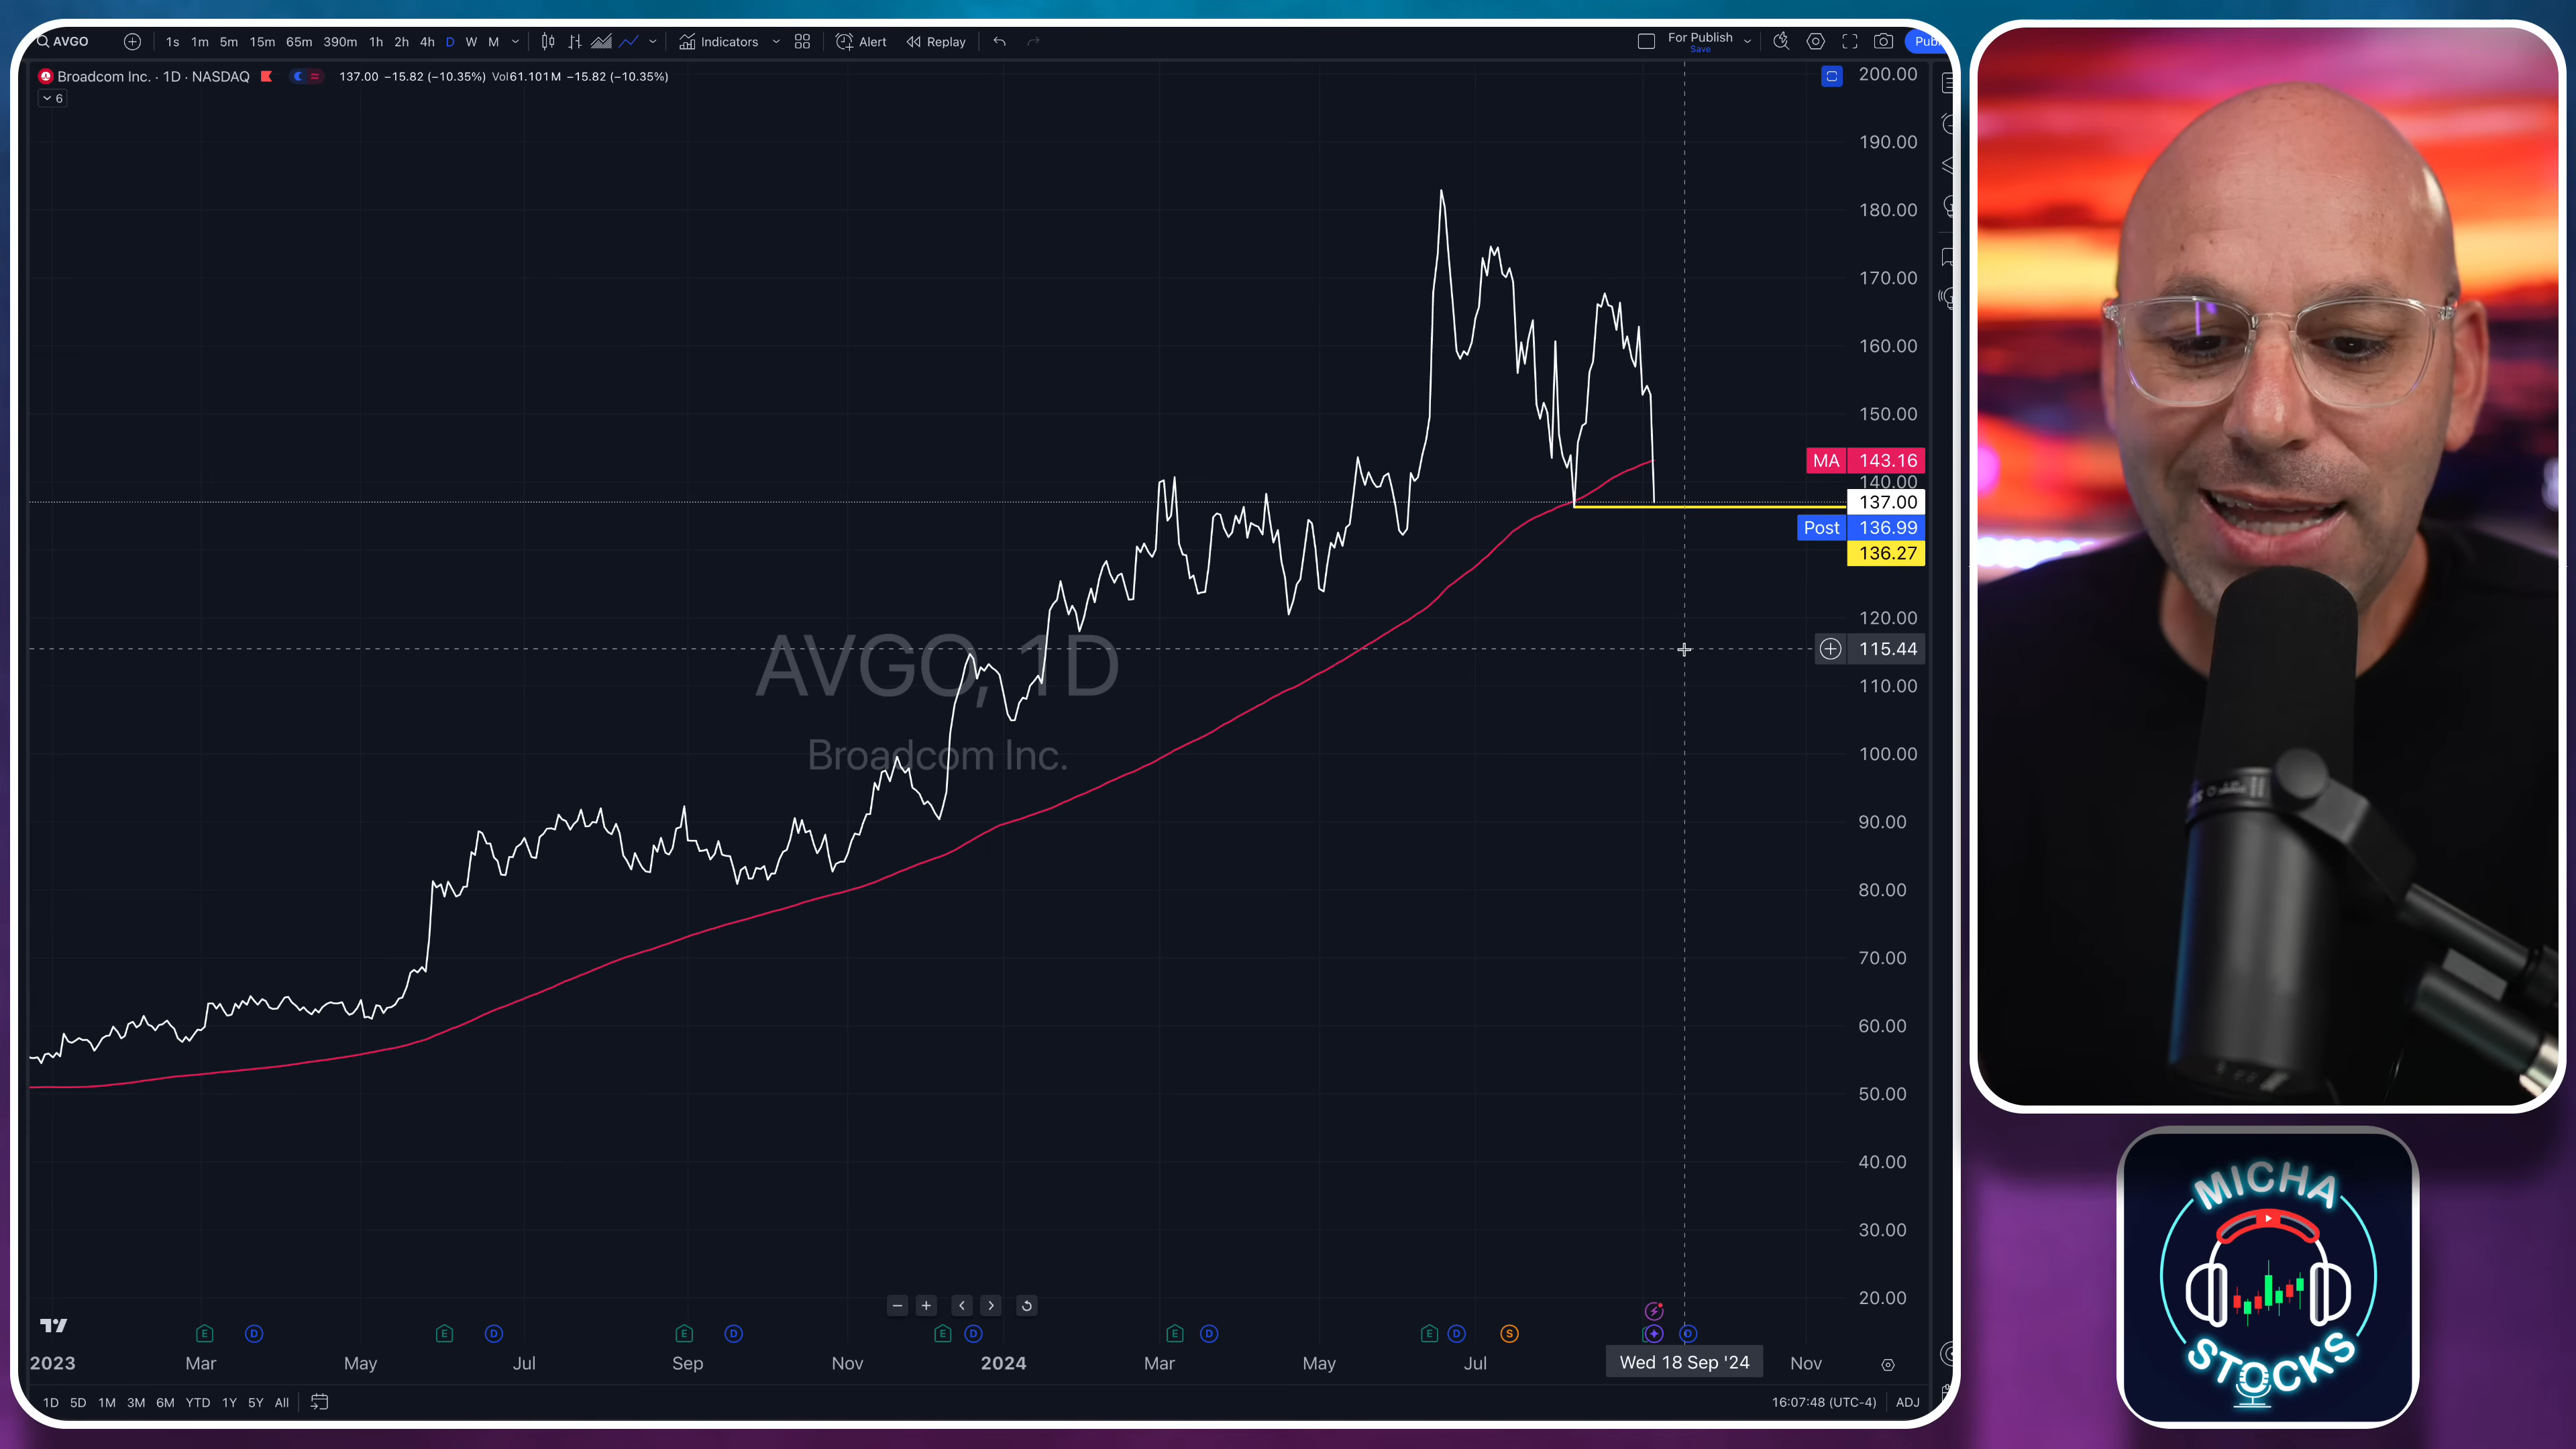 AVGO 1s 1m 5m 15m 65m 390m 1h 2h 4h D W M Indicators Alert Replay For Publish
Save
Broadcom Inc. · 1D · NASDAQ 137.00 −15.82 (−10.35%) Vol61.101M −15.82 (−10.35%)
6
200.00
190.00
180.00
170.00
160.00
150.00
MA 143.16
140.00
137.00
Post 136.99
136.27
120.00
115.44
110.00
100.00
90.00
80.00
70.00
60.00
50.00
40.00
30.00
20.00
AVGO, 1D
Broadcom Inc.
E D E D E D E D E D E D S D
2023 Mar May Jul Sep Nov 2024 Mar May Jul Wed 18 Sep '24 Nov
1D 5D 1M 3M 6M YTD 1Y 5Y All 16:07:48 (UTC-4) ADJ
MICHA
STOCKS